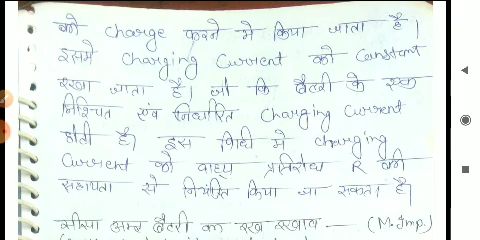 को charge करने मे किया जाता है।
इसमे charging current को constant
रखा जाता है। जो कि बैटरी के एक
निश्चित एवं निर्धारित charging current
होती है। इस विधी मे charging
current को वाह्य प्रतिरोध R की
सहायता से नियंत्रित किया जा सकता है।
सीसा अम्ल बैटरी का रख रखाव — (M.Imp.)